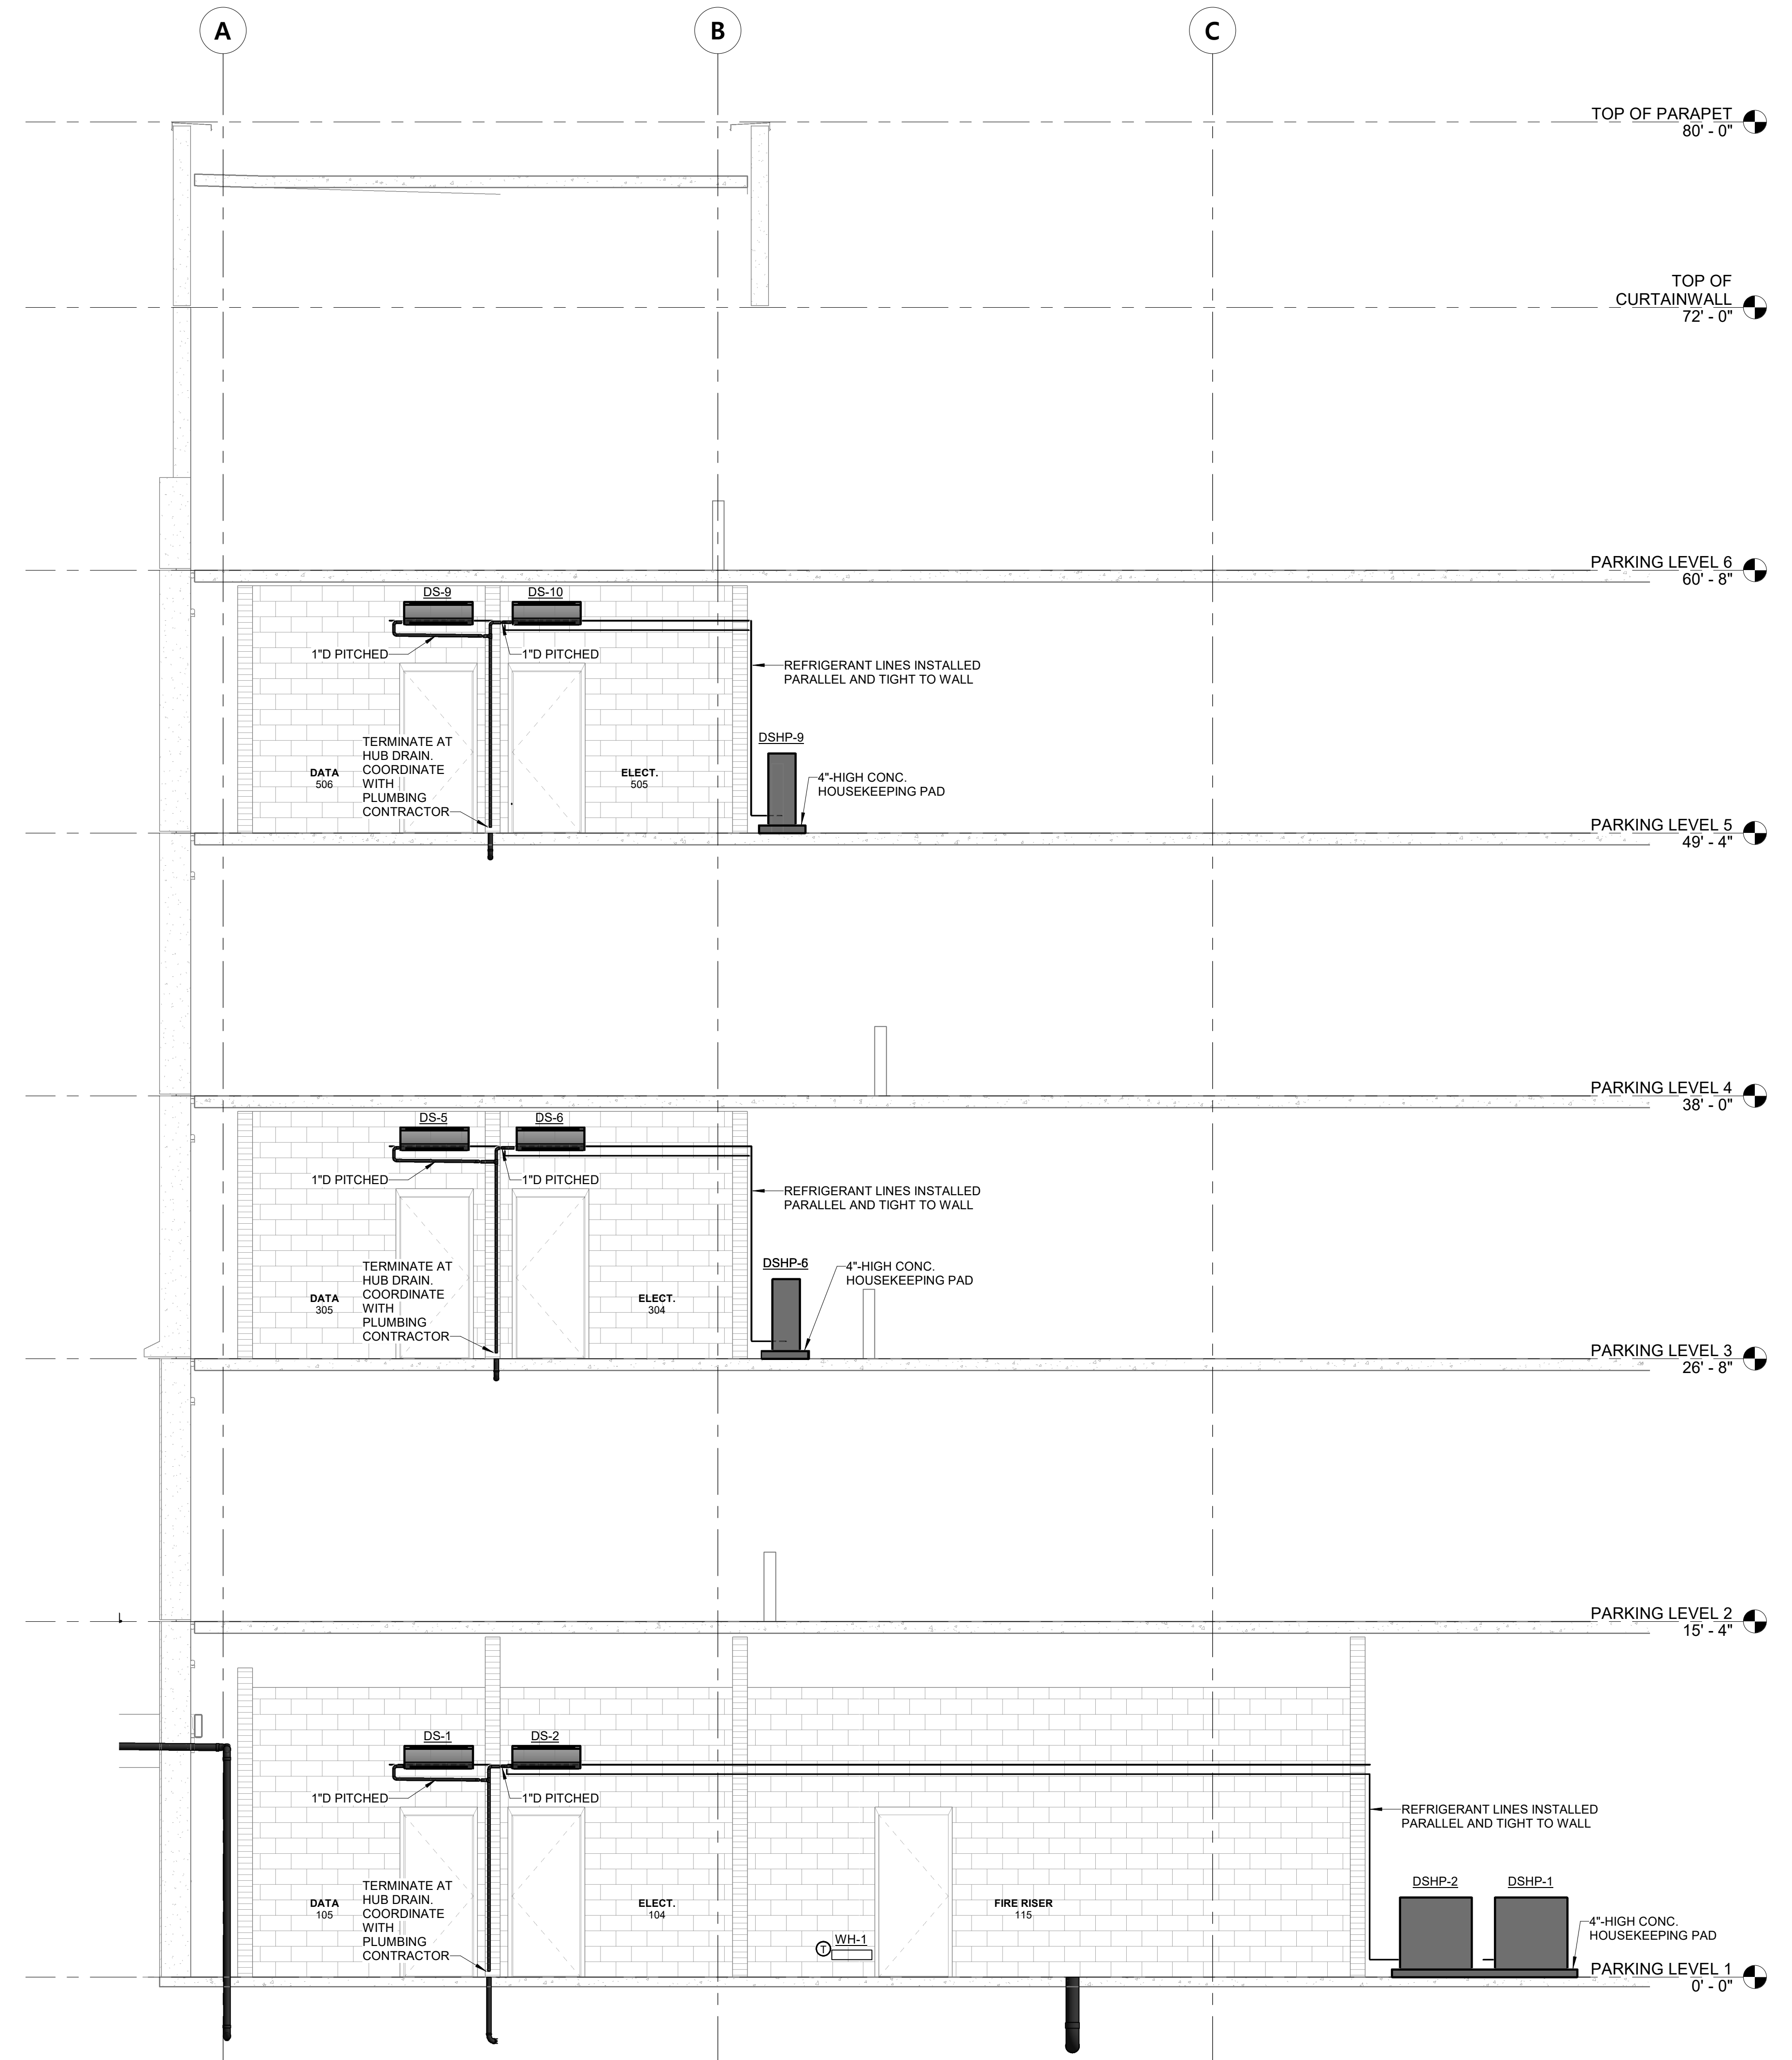 A
B
C
TOP OF PARAPET
80' - 0"
TOP OF
CURTAINWALL
72' - 0"
PARKING LEVEL 6
60' - 8"
DS-9
DS-10
1"D PITCHED
1"D PITCHED
REFRIGERANT LINES INSTALLED
PARALLEL AND TIGHT TO WALL
TERMINATE AT
HUB DRAIN.
COORDINATE
WITH
PLUMBING
CONTRACTOR
DATA
506
ELECT.
505
DSHP-9
4"-HIGH CONC.
HOUSEKEEPING PAD
PARKING LEVEL 5
49' - 4"
PARKING LEVEL 4
38' - 0"
DS-5
DS-6
1"D PITCHED
1"D PITCHED
REFRIGERANT LINES INSTALLED
PARALLEL AND TIGHT TO WALL
TERMINATE AT
HUB DRAIN.
COORDINATE
WITH
PLUMBING
CONTRACTOR
DATA
305
ELECT.
304
DSHP-6
4"-HIGH CONC.
HOUSEKEEPING PAD
PARKING LEVEL 3
26' - 8"
PARKING LEVEL 2
15' - 4"
DS-1
DS-2
1"D PITCHED
1"D PITCHED
REFRIGERANT LINES INSTALLED
PARALLEL AND TIGHT TO WALL
TERMINATE AT
HUB DRAIN.
COORDINATE
WITH
PLUMBING
CONTRACTOR
DATA
105
ELECT.
104
FIRE RISER
115
T
WH-1
DSHP-2
DSHP-1
4"-HIGH CONC.
HOUSEKEEPING PAD
PARKING LEVEL 1
0' - 0"